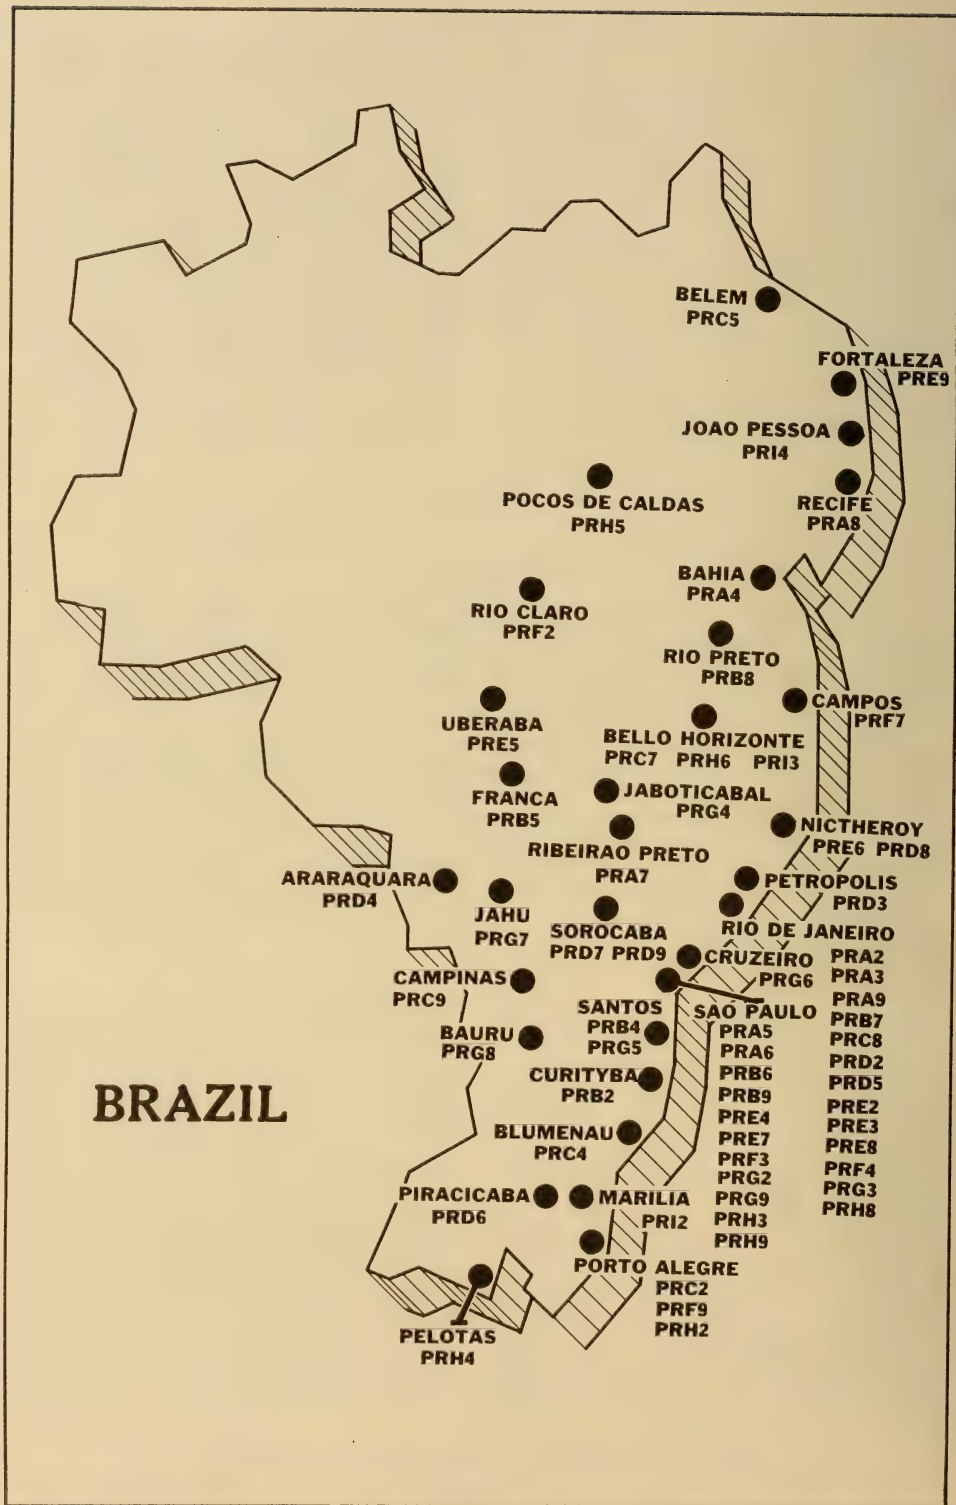 BELEM
PRC5
FORTALEZA
PRE9
JOAO PESSOA
PRI4
POCOS DE CALDAS
PRH5
RECIFE
PRA8
BAHIA
PRA4
RIO CLARO
PRF2
RIO PRETO
PRB8
CAMPOS
PRF7
UBERABA
PRE5
BELLO HORIZONTE
PRC7 PRH6 PRI3
FRANCA
PRB5
JABOTICABAL
PRG4
NICTHEROY
PRE6 PRD8
RIBEIRAO PRETO
PRA7
ARARAQUARA
PRD4
JAHU
PRG7
PETROPOLIS
PRD3
SOROCABA
PRD7 PRD9
RIO DE JANEIRO
PRA2
PRA3
PRA9
PRB7
PRC8
PRD2
PRD5
PRE2
PRE3
PRE8
PRF4
PRG3
PRH8
CRUZEIRO
PRG6
CAMPINAS
PRC9
SANTOS
PRB4
PRG5
SAO PAULO
PRA5
PRA6
PRB6
PRB9
PRE4
PRE7
PRF3
PRG2
PRG9
PRH3
PRH9
BAURU
PRG8
CURITYBA
PRB2
BRAZIL
BLUMENAU
PRC4
PIRACICABA
PRD6
MARILIA
PRI2
PORTO ALEGRE
PRC2
PRF9
PRH2
PELOTAS
PRH4